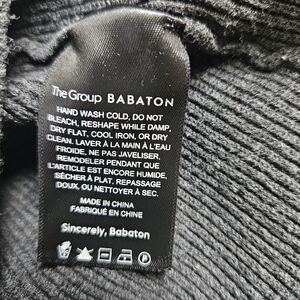 The Group BABATON
HAND WASH COLD, DO NOT
BLEACH, RESHAPE WHILE DAMP,
DRY FLAT, COOL IRON, OR DRY
CLEAN. LAVER À LA MAIN À L'EAU
FROIDE, NE PAS JAVELISER,
REMODELER PENDANT QUE
L'ARTICLE EST ENCORE HUMIDE,
SÉCHER À PLAT, REPASSAGE
DOUX, OU NETTOYER À SEC.
MADE IN CHINA
FABRIQUÉ EN CHINE
Sincerely, Babaton